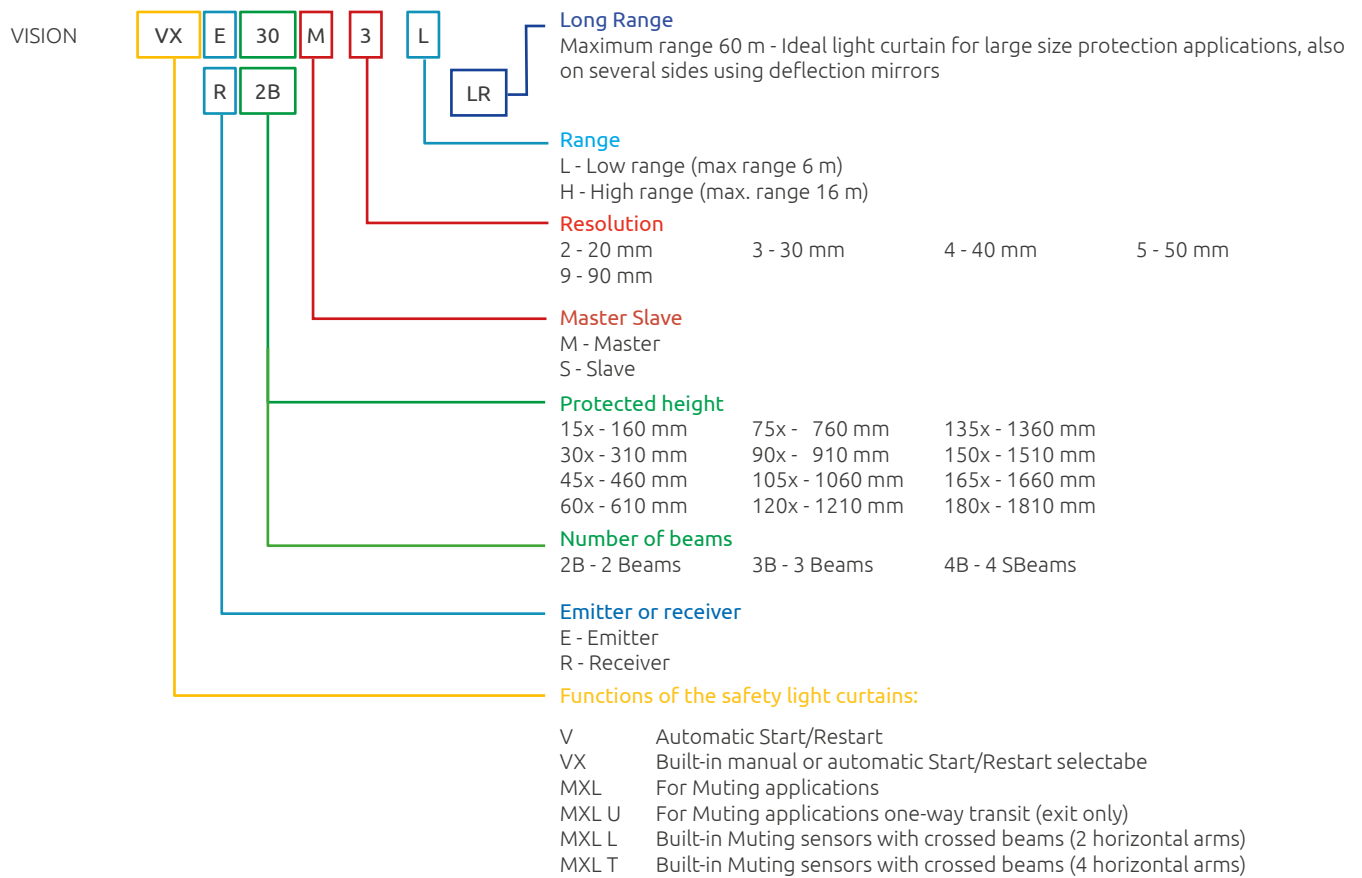 VISION VX E 30 M 3 L
R 2B LR
Long Range
Maximum range 60 m - Ideal light curtain for large size protection applications, also
on several sides using deflection mirrors
Range
L - Low range (max range 6 m)
H - High range (max. range 16 m)
Resolution
2 - 20 mm 3 - 30 mm 4 - 40 mm 5 - 50 mm
9 - 90 mm
Master Slave
M - Master
S - Slave
Protected height
15x - 160 mm 75x - 760 mm 135x - 1360 mm
30x - 310 mm 90x - 910 mm 150x - 1510 mm
45x - 460 mm 105x - 1060 mm 165x - 1660 mm
60x - 610 mm 120x - 1210 mm 180x - 1810 mm
Number of beams
2B - 2 Beams 3B - 3 Beams 4B - 4 SBeams
Emitter or receiver
E - Emitter
R - Receiver
Functions of the safety light curtains:
V Automatic Start/Restart
VX Built-in manual or automatic Start/Restart selectabe
MXL For Muting applications
MXL U For Muting applications one-way transit (exit only)
MXL L Built-in Muting sensors with crossed beams (2 horizontal arms)
MXL T Built-in Muting sensors with crossed beams (4 horizontal arms)